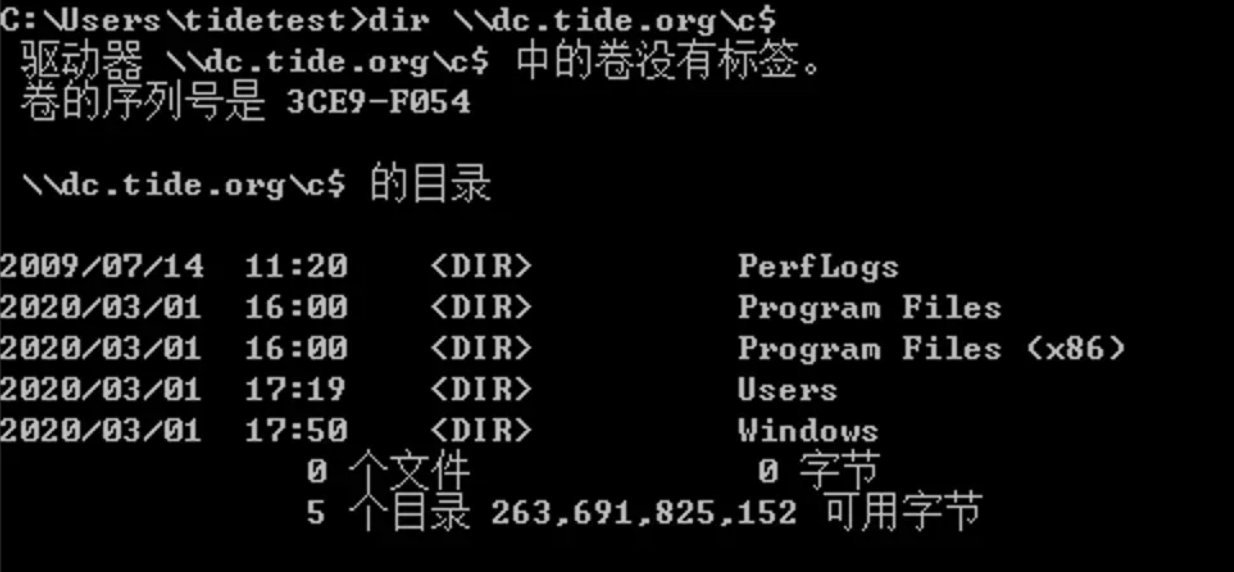 C:\Users\tidetest>dir \\dc.tide.org\c$
驱动器 \\dc.tide.org\c$ 中的卷没有标签。
卷的序列号是 3CE9-F054
\\dc.tide.org\c$ 的目录
2009/07/14  11:20    <DIR>          PerfLogs
2020/03/01  16:00    <DIR>          Program Files
2020/03/01  16:00    <DIR>          Program Files (x86)
2020/03/01  17:19    <DIR>          Users
2020/03/01  17:50    <DIR>          Windows
0 个文件              0 字节
5 个目录 263,691,825,152 可用字节